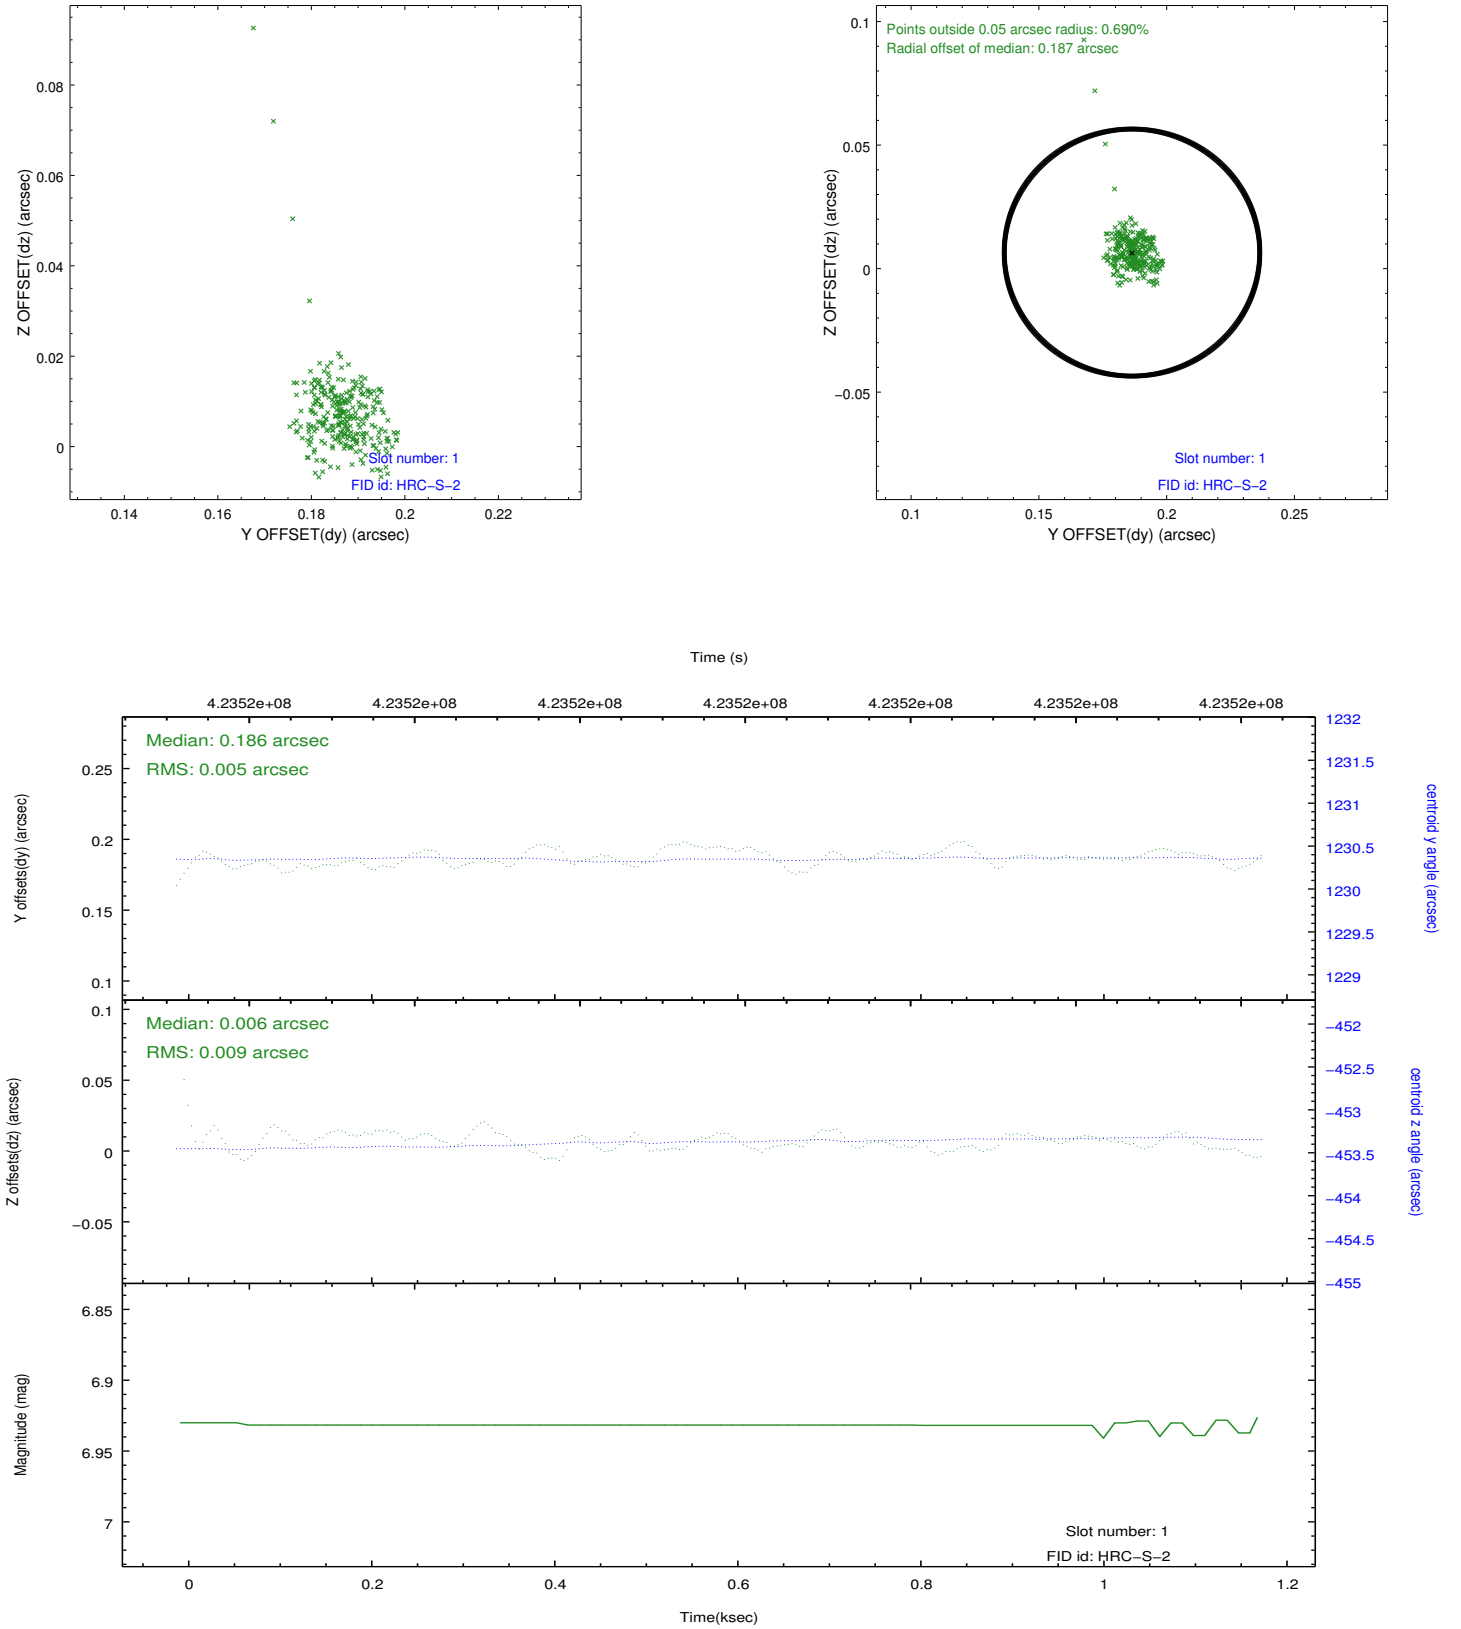 0.08
0.06
0.04
0.02
0
0.14
0.16
0.18
0.2
0.22
Z OFFSET(dz) (arcsec)
Y OFFSET(dy) (arcsec)
Slot number: 1
FID id: HRC−S−2
Points outside 0.05 arcsec radius: 0.690%
Radial offset of median: 0.187 arcsec
0.1
0.05
0
−0.05
0.1
0.15
0.2
0.25
Z OFFSET(dz) (arcsec)
Y OFFSET(dy) (arcsec)
Slot number: 1
FID id: HRC−S−2
Time (s)
4.2352e+08
4.2352e+08
4.2352e+08
4.2352e+08
4.2352e+08
4.2352e+08
4.2352e+08
Median: 0.186 arcsec
RMS: 0.005 arcsec
0.25
0.2
0.15
0.1
Y offsets(dy) (arcsec)
1232
1231.5
1231
1230.5
1230
1229.5
1229
centroid y angle (arcsec)
Median: 0.006 arcsec
RMS: 0.009 arcsec
0.1
0.05
0
−0.05
Z offsets(dz) (arcsec)
−452
−452.5
−453
−453.5
−454
−454.5
−455
centroid z angle (arcsec)
6.85
6.9
6.95
7
Magnitude (mag)
Slot number: 1
FID id: HRC−S−2
0
0.2
0.4
0.6
0.8
1
1.2
Time(ksec)